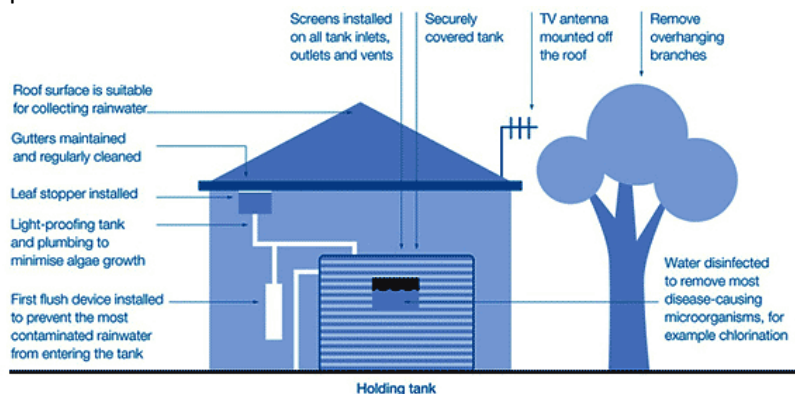 Screens installed
on all tank inlets,
outlets and vents
Securely
covered tank
TV antenna
mounted off
the roof
Remove
overhanging
branches
Roof surface is suitable
for collecting rainwater
Gutters maintained
and regularly cleaned
Leaf stopper installed
Light-proofing tank
and plumbing to
minimise algae growth
First flush device installed
to prevent the most
contaminated rainwater
from entering the tank
Water disinfected
to remove most
disease-causing
microorganisms, for
example chlorination
Holding tank